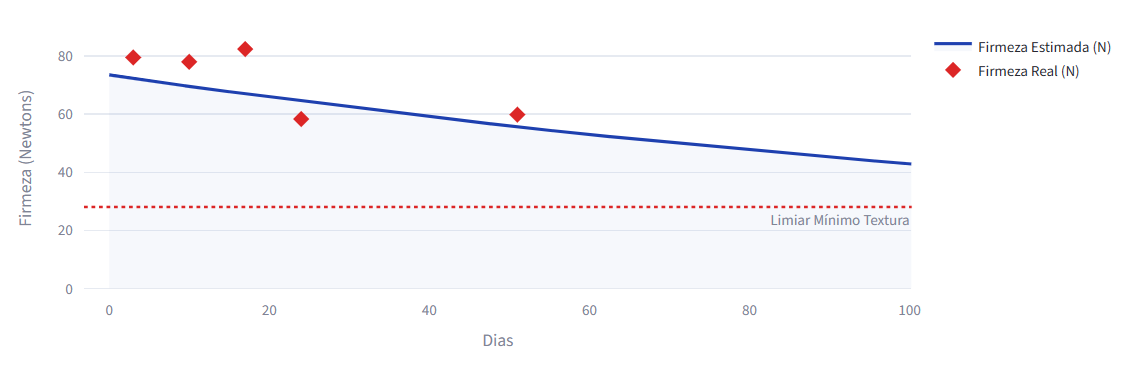 Firmeza Estimada (N)
Firmeza Real (N)
Firmeza (Newtons)
80
60
40
20
0
Limiar Mínimo Textura
0 20 40 60 80 100
Dias